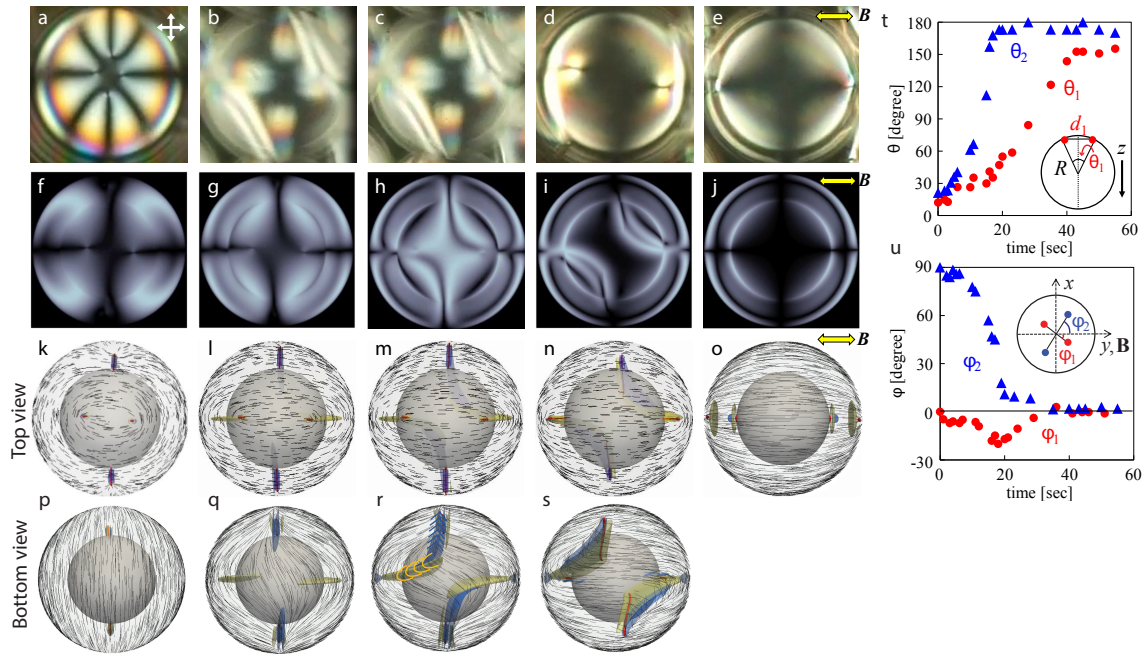 a
b
c
d
e
B
f
g
h
i
j
B
Top view
k
l
m
n
o
B
Bottom view
p
q
r
s
t
θ [degree]
180
150
120
90
60
30
0
0
20
40
60
time [sec]
θ₂
θ₁
d₁
R
θ₁
z
u
φ [degree]
90
60
30
0
-30
0
20
40
60
time [sec]
φ₂
φ₁
x
φ₂
φ₁
y, B